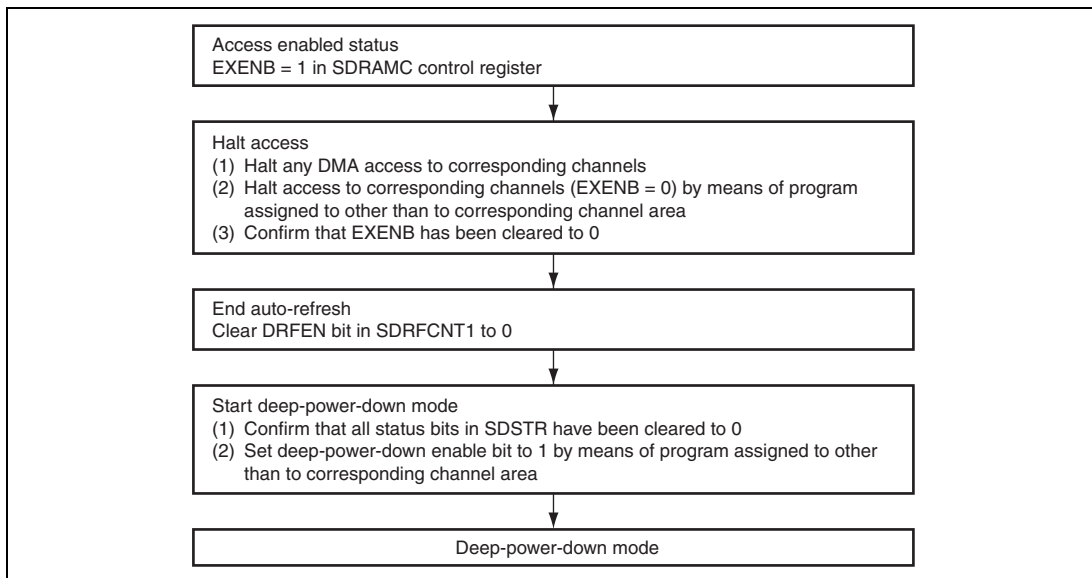 Access enabled status
EXENB = 1 in SDRAMC control register
Halt access
(1) Halt any DMA access to corresponding channels
(2) Halt access to corresponding channels (EXENB = 0) by means of program
assigned to other than to corresponding channel area
(3) Confirm that EXENB has been cleared to 0
End auto-refresh
Clear DRFEN bit in SDRFCNT1 to 0
Start deep-power-down mode
(1) Confirm that all status bits in SDSTR have been cleared to 0
(2) Set deep-power-down enable bit to 1 by means of program assigned to other
than to corresponding channel area
Deep-power-down mode